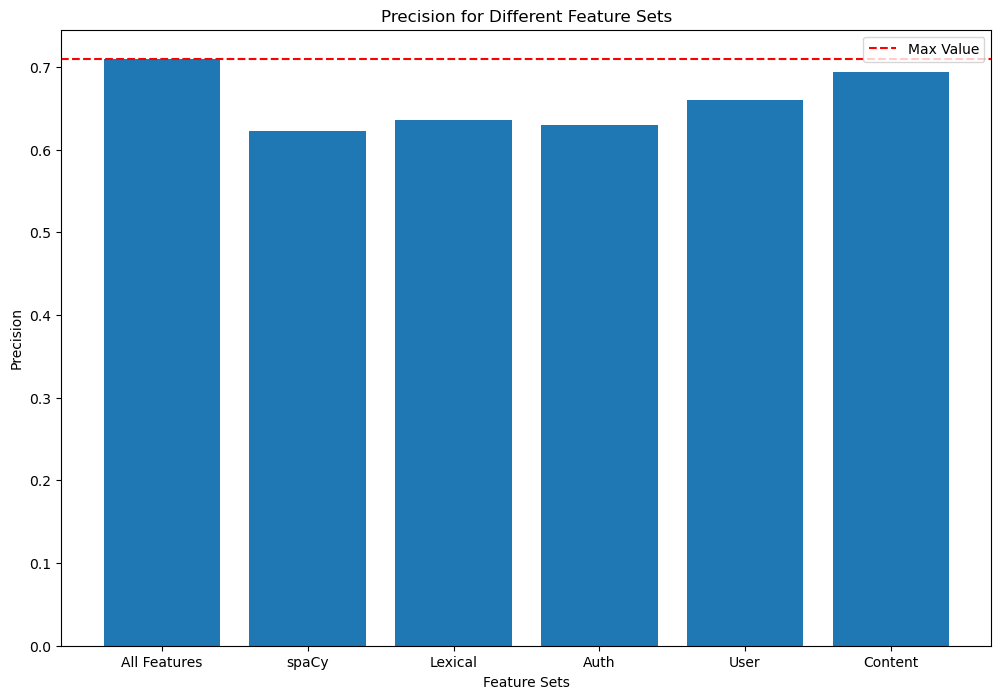 Precision for Different Feature Sets
Max Value
0.7
0.6
0.5
0.4
0.3
0.2
0.1
0.0
Precision
All Features spaCy Lexical Auth User Content
Feature Sets